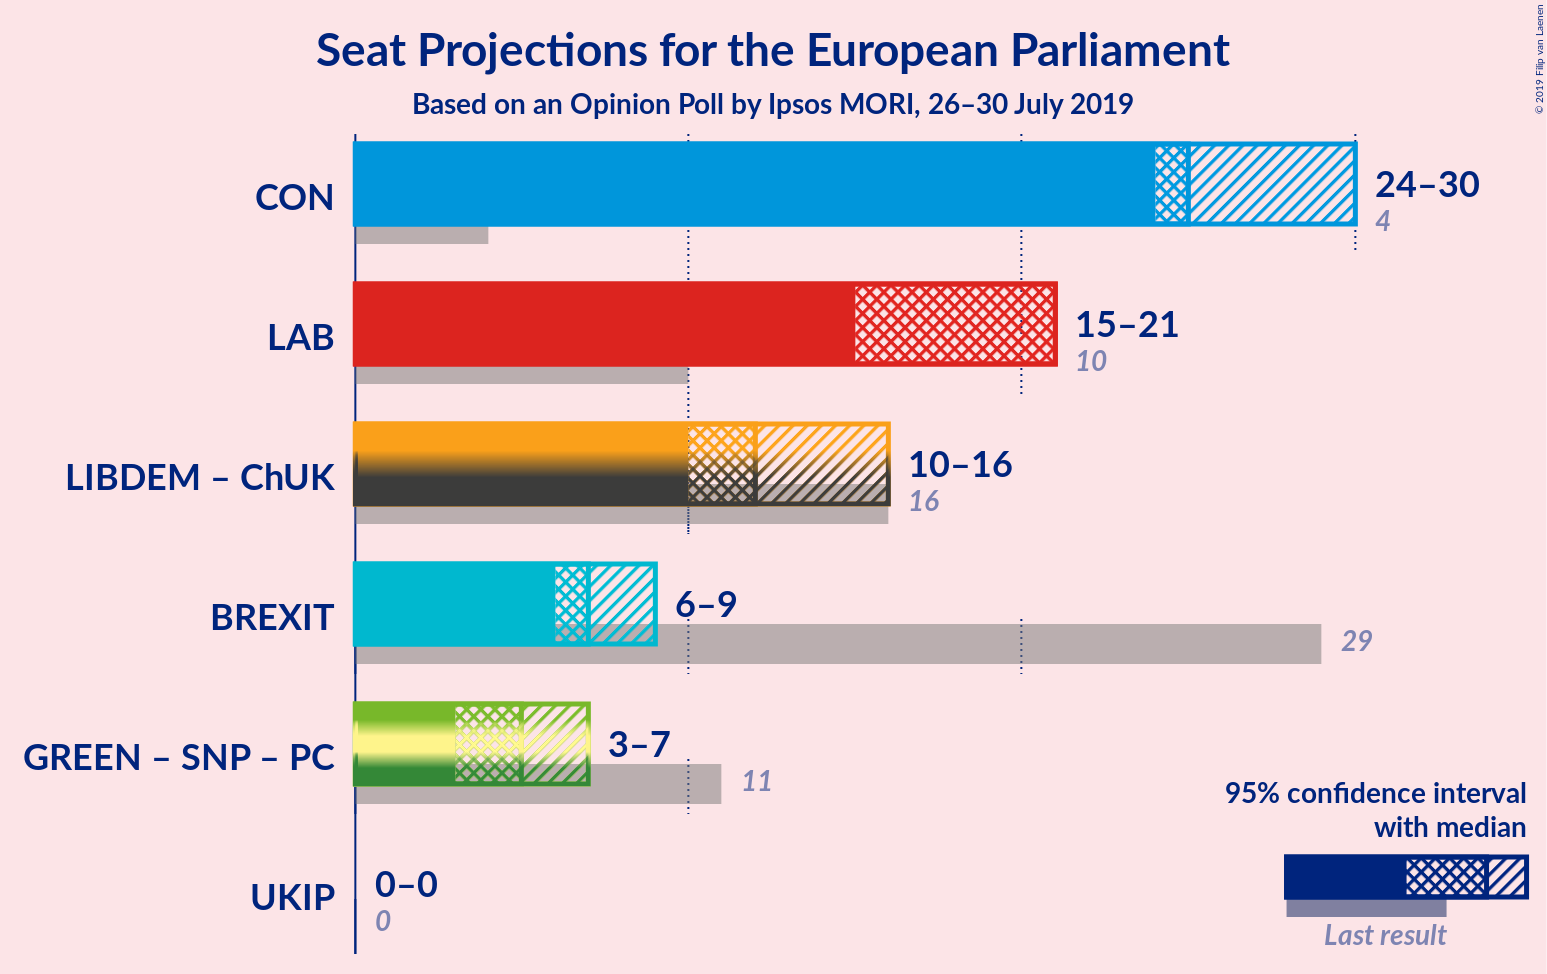 Seat Projections for the European Parliament
Based on an Opinion Poll by Ipsos MORI, 26–30 July 2019
© 2019 Filip van Laenen
CON
24–30
4
LAB
15–21
10
LIBDEM – ChUK
10–16
16
BREXIT
6–9
29
GREEN – SNP – PC
3–7
11
UKIP
0–0
0
95% confidence interval
with median
Last result